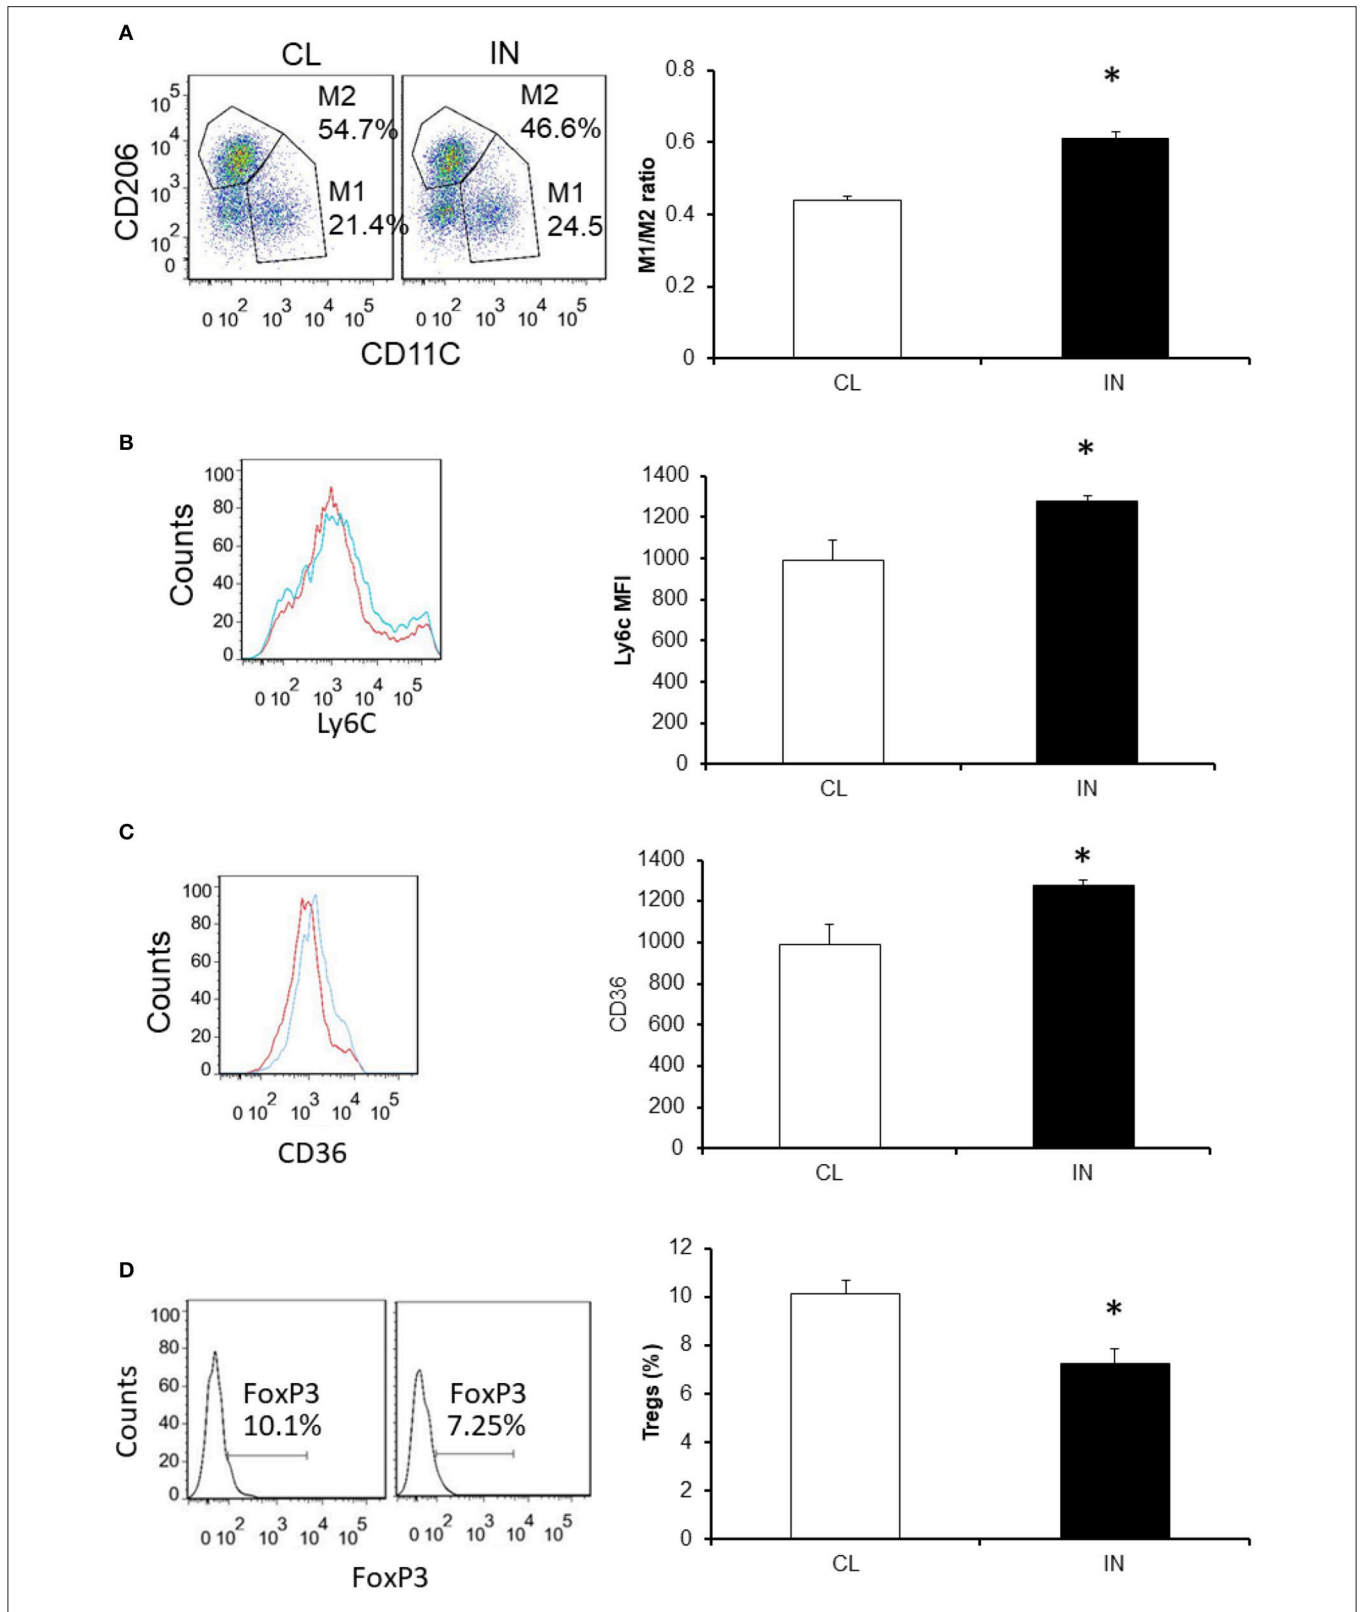 A
CL IN
M2
54.7%
M1
21.4%
M2
46.6%
M1
24.5
CD206
10^5
10^4
10^3
10^2
0
0 10^2 10^3 10^4 10^5
0 10^2 10^3 10^4 10^5
CD11C
M1/M2 ratio
0.8
0.6
0.4
0.2
0
*
CL IN
B
Counts
100
80
60
40
20
0
0 10^2 10^3 10^4 10^5
Ly6C
Ly6c MFI
1400
1200
1000
800
600
400
200
0
*
CL IN
C
Counts
100
80
60
40
20
0
0 10^2 10^3 10^4 10^5
CD36
CD36
1400
1200
1000
800
600
400
200
0
*
CL IN
D
Counts
100
80
60
40
20
0
FoxP3
10.1%
FoxP3
7.25%
0 10^2 10^3 10^4 10^5
0 10^2 10^3 10^4 10^5
FoxP3
Tregs (%)
12
10
8
6
4
2
0
*
CL IN